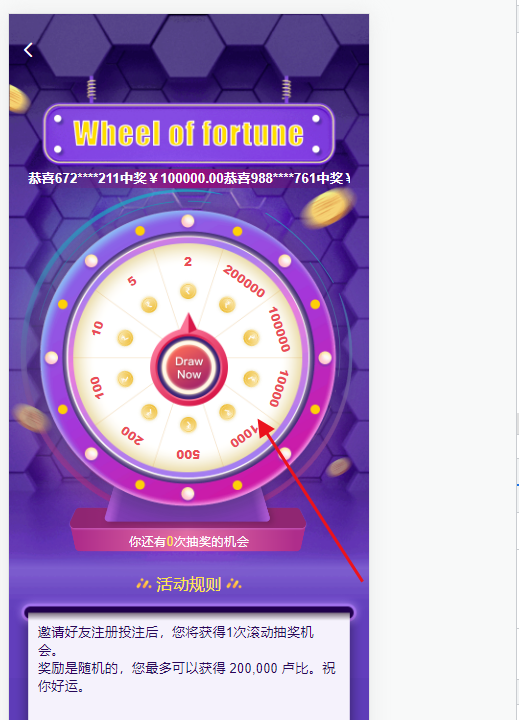 Wheel of fortune
恭喜672****211中奖￥100000.00恭喜988****761中奖￥
2
200000
100000
10000
1000
500
200
100
10
5
Draw
Now
你还有0次抽奖的机会
活动规则
邀请好友注册投注后，您将获得1次滚动抽奖机
会。
奖励是随机的，您最多可以获得 200,000 卢比。祝
你好运。